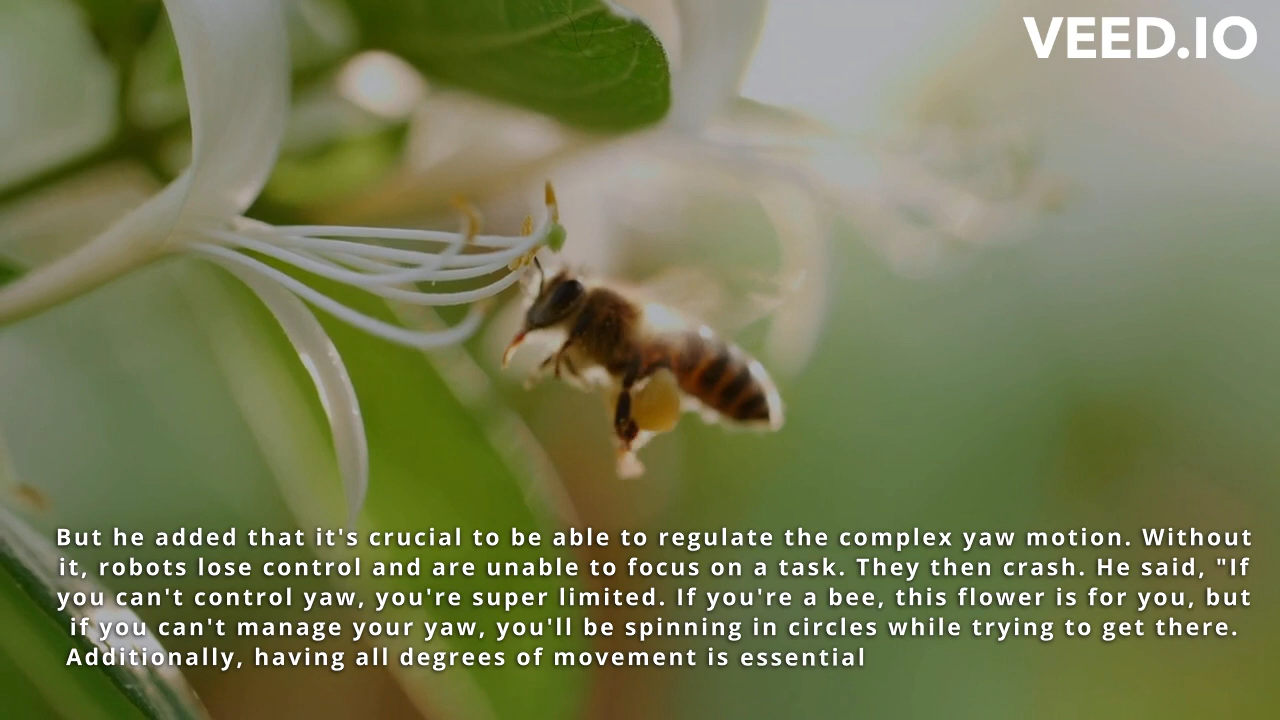 VEED.IO
But he added that it's crucial to be able to regulate the complex yaw motion. Without
it, robots lose control and are unable to focus on a task. They then crash. He said, "If
you can't control yaw, you're super limited. If you're a bee, this flower is for you, but
if you can't manage your yaw, you'll be spinning in circles while trying to get there.
Additionally, having all degrees of movement is essential